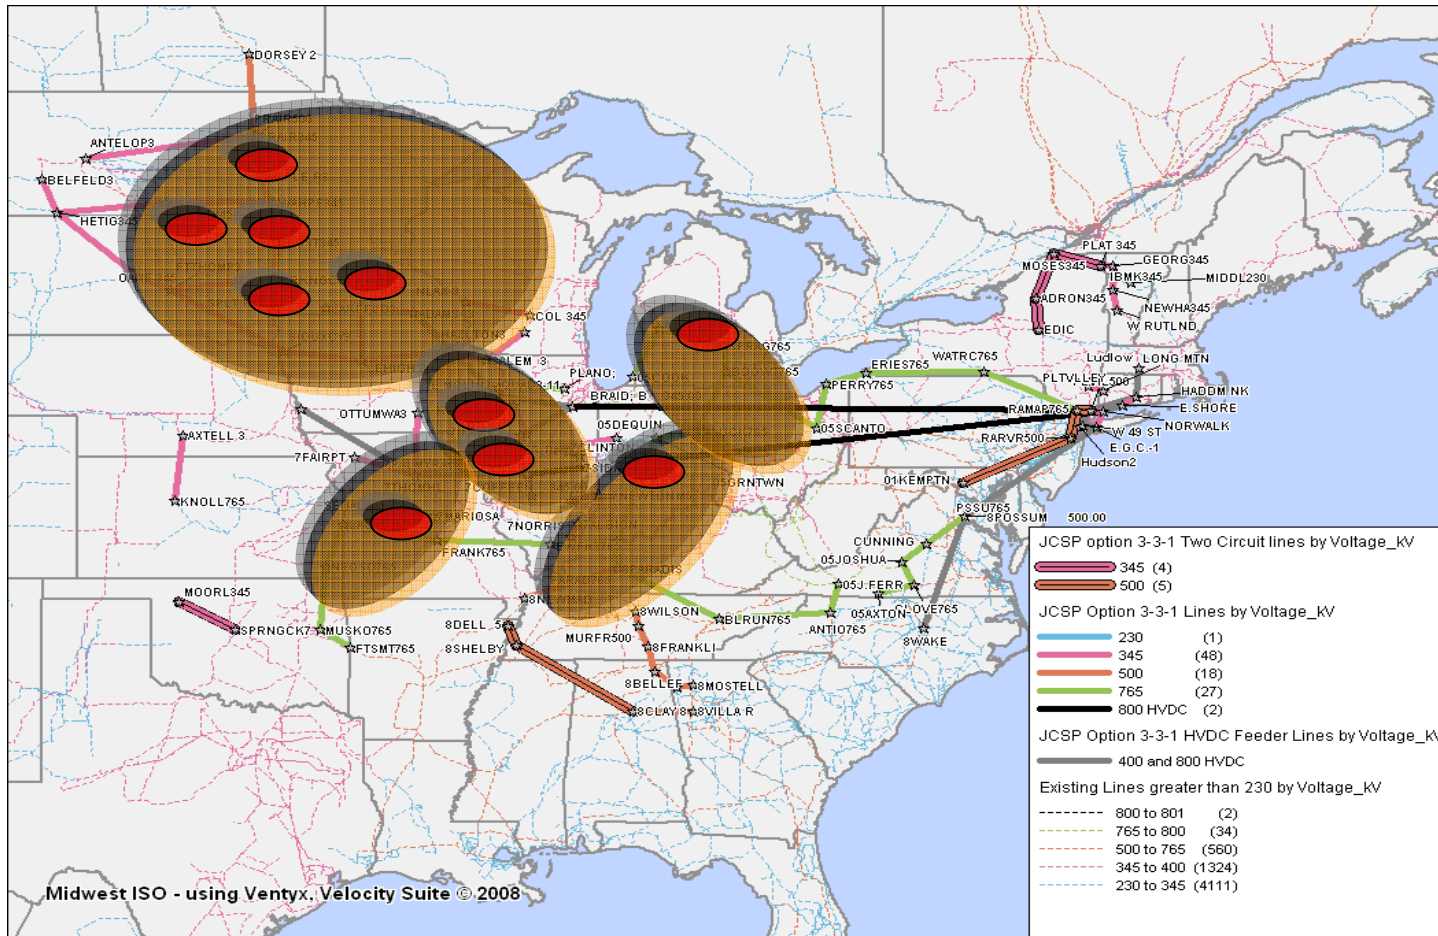 DORSEY 2
ANTELOP3
BELFELD3
HETIG345
COL 345
PLANO;
BRAID; B
OTTUMWA3
05DEQUIN
AXTELL 3
7FAIRPT
KNOLL765
7NORRIS
FRANK765
MOORL345
SPRNGCK7
MUSKO765
FTSMT765
8DELL 5
8SHELBY
8WILSON
MURFR500
8FRANKLI
8BELLEF
8MOSTELL
8CLAY 8
8VILLA R
BLRUN765
ANTIO765
05J.FERR
05AXTON
CLOVE765
8WAKE
05JOSHUA
CUNNING
PSSU765
8POSSUM
500.00
01KEMPTN
05SCANTO
PERRY765
ERIES765
WATRC765
RAMAP765
RARVR500
Hudson2
E.G.C.-1
W 49 ST
NORWALK
E.SHORE
HADDM NK
LONG MTN
Ludlow
PLTVLLEY
EDIC
ADRON345
MOSES345
PLAT 345
GEORG345
IBMK345
MIDDL230
NEWHA345
W RUTLND
JCSP option 3-3-1 Two Circuit lines by Voltage_kV
345 (4)
500 (5)
JCSP Option 3-3-1 Lines by Voltage_kV
230 (1)
345 (48)
500 (18)
765 (27)
800 HVDC (2)
JCSP Option 3-3-1 HVDC Feeder Lines by Voltage_kV
400 and 800 HVDC
Existing Lines greater than 230 by Voltage_kV
800 to 801 (2)
765 to 800 (34)
500 to 765 (560)
345 to 400 (1324)
230 to 345 (4111)
Midwest ISO - using Ventyx, Velocity Suite © 2008